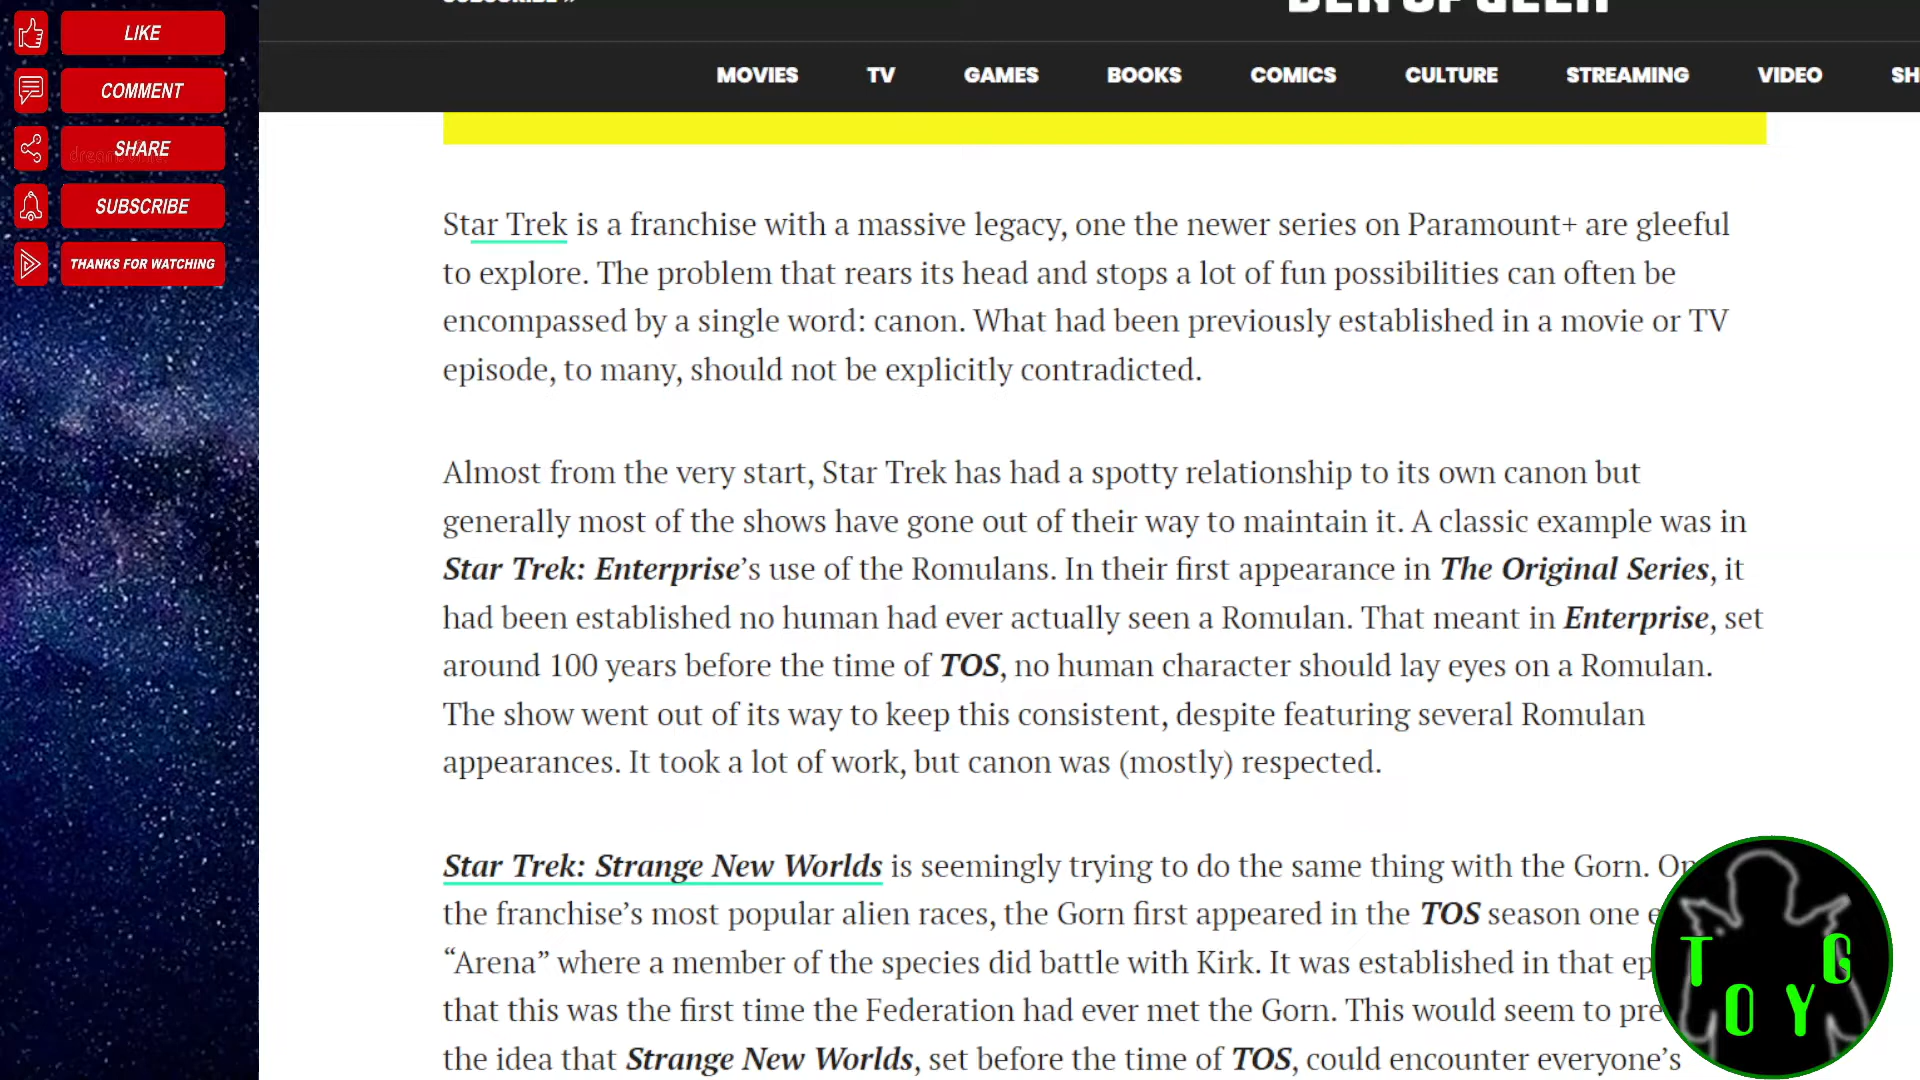 LIKE
COMMENT
SHARE
SUBSCRIBE
THANKS FOR WATCHING
MOVIES TV GAMES BOOKS COMICS CULTURE STREAMING VIDEO
Star Trek is a franchise with a massive legacy, one the newer series on Paramount+ are gleeful
to explore. The problem that rears its head and stops a lot of fun possibilities can often be
encompassed by a single word: canon. What had been previously established in a movie or TV
episode, to many, should not be explicitly contradicted.
Almost from the very start, Star Trek has had a spotty relationship to its own canon but
generally most of the shows have gone out of their way to maintain it. A classic example was in
Star Trek: Enterprise’s use of the Romulans. In their first appearance in The Original Series, it
had been established no human had ever actually seen a Romulan. That meant in Enterprise, set
around 100 years before the time of TOS, no human character should lay eyes on a Romulan.
The show went out of its way to keep this consistent, despite featuring several Romulan
appearances. It took a lot of work, but canon was (mostly) respected.
Star Trek: Strange New Worlds is seemingly trying to do the same thing with the Gorn.
the franchise’s most popular alien races, the Gorn first appeared in the TOS season one
“Arena” where a member of the species did battle with Kirk. It was established in that
that this was the first time the Federation had ever met the Gorn. This would seem to
the idea that Strange New Worlds, set before the time of TOS, could encounter everyone’s
T O Y G